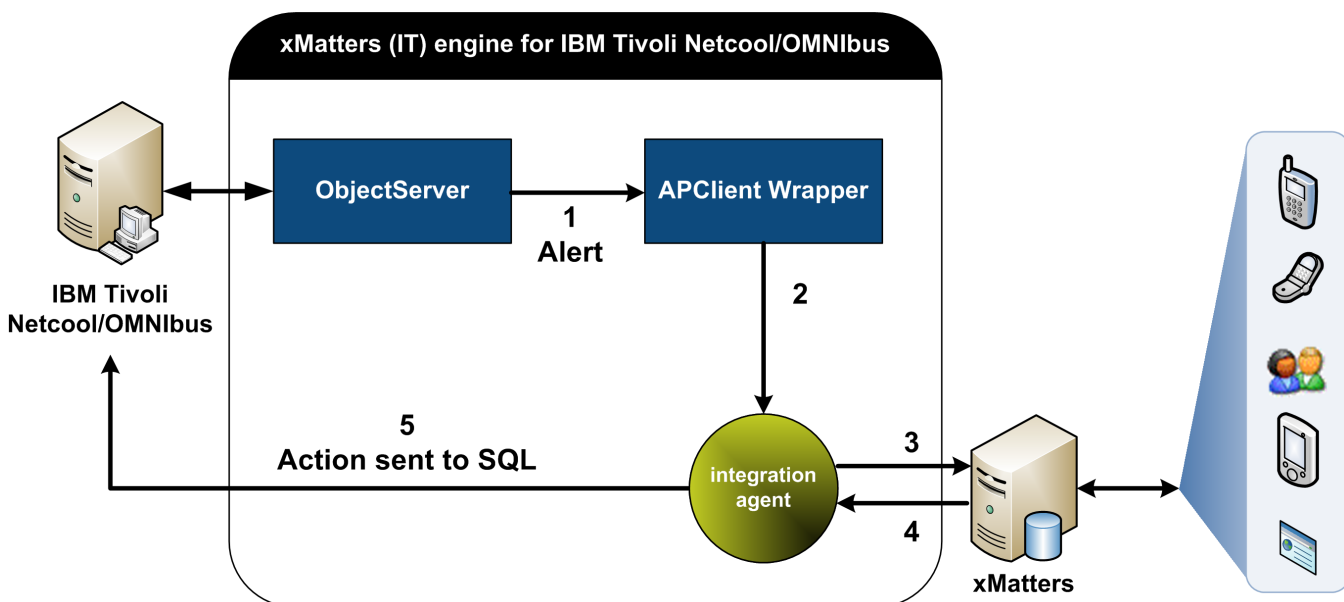 xMatters (IT) engine for IBM Tivoli Netcool/OMNIbus
ObjectServer
APClient Wrapper
1
Alert
2
IBM Tivoli
Netcool/OMNIbus
5
Action sent to SQL
integration
agent
3
4
xMatters